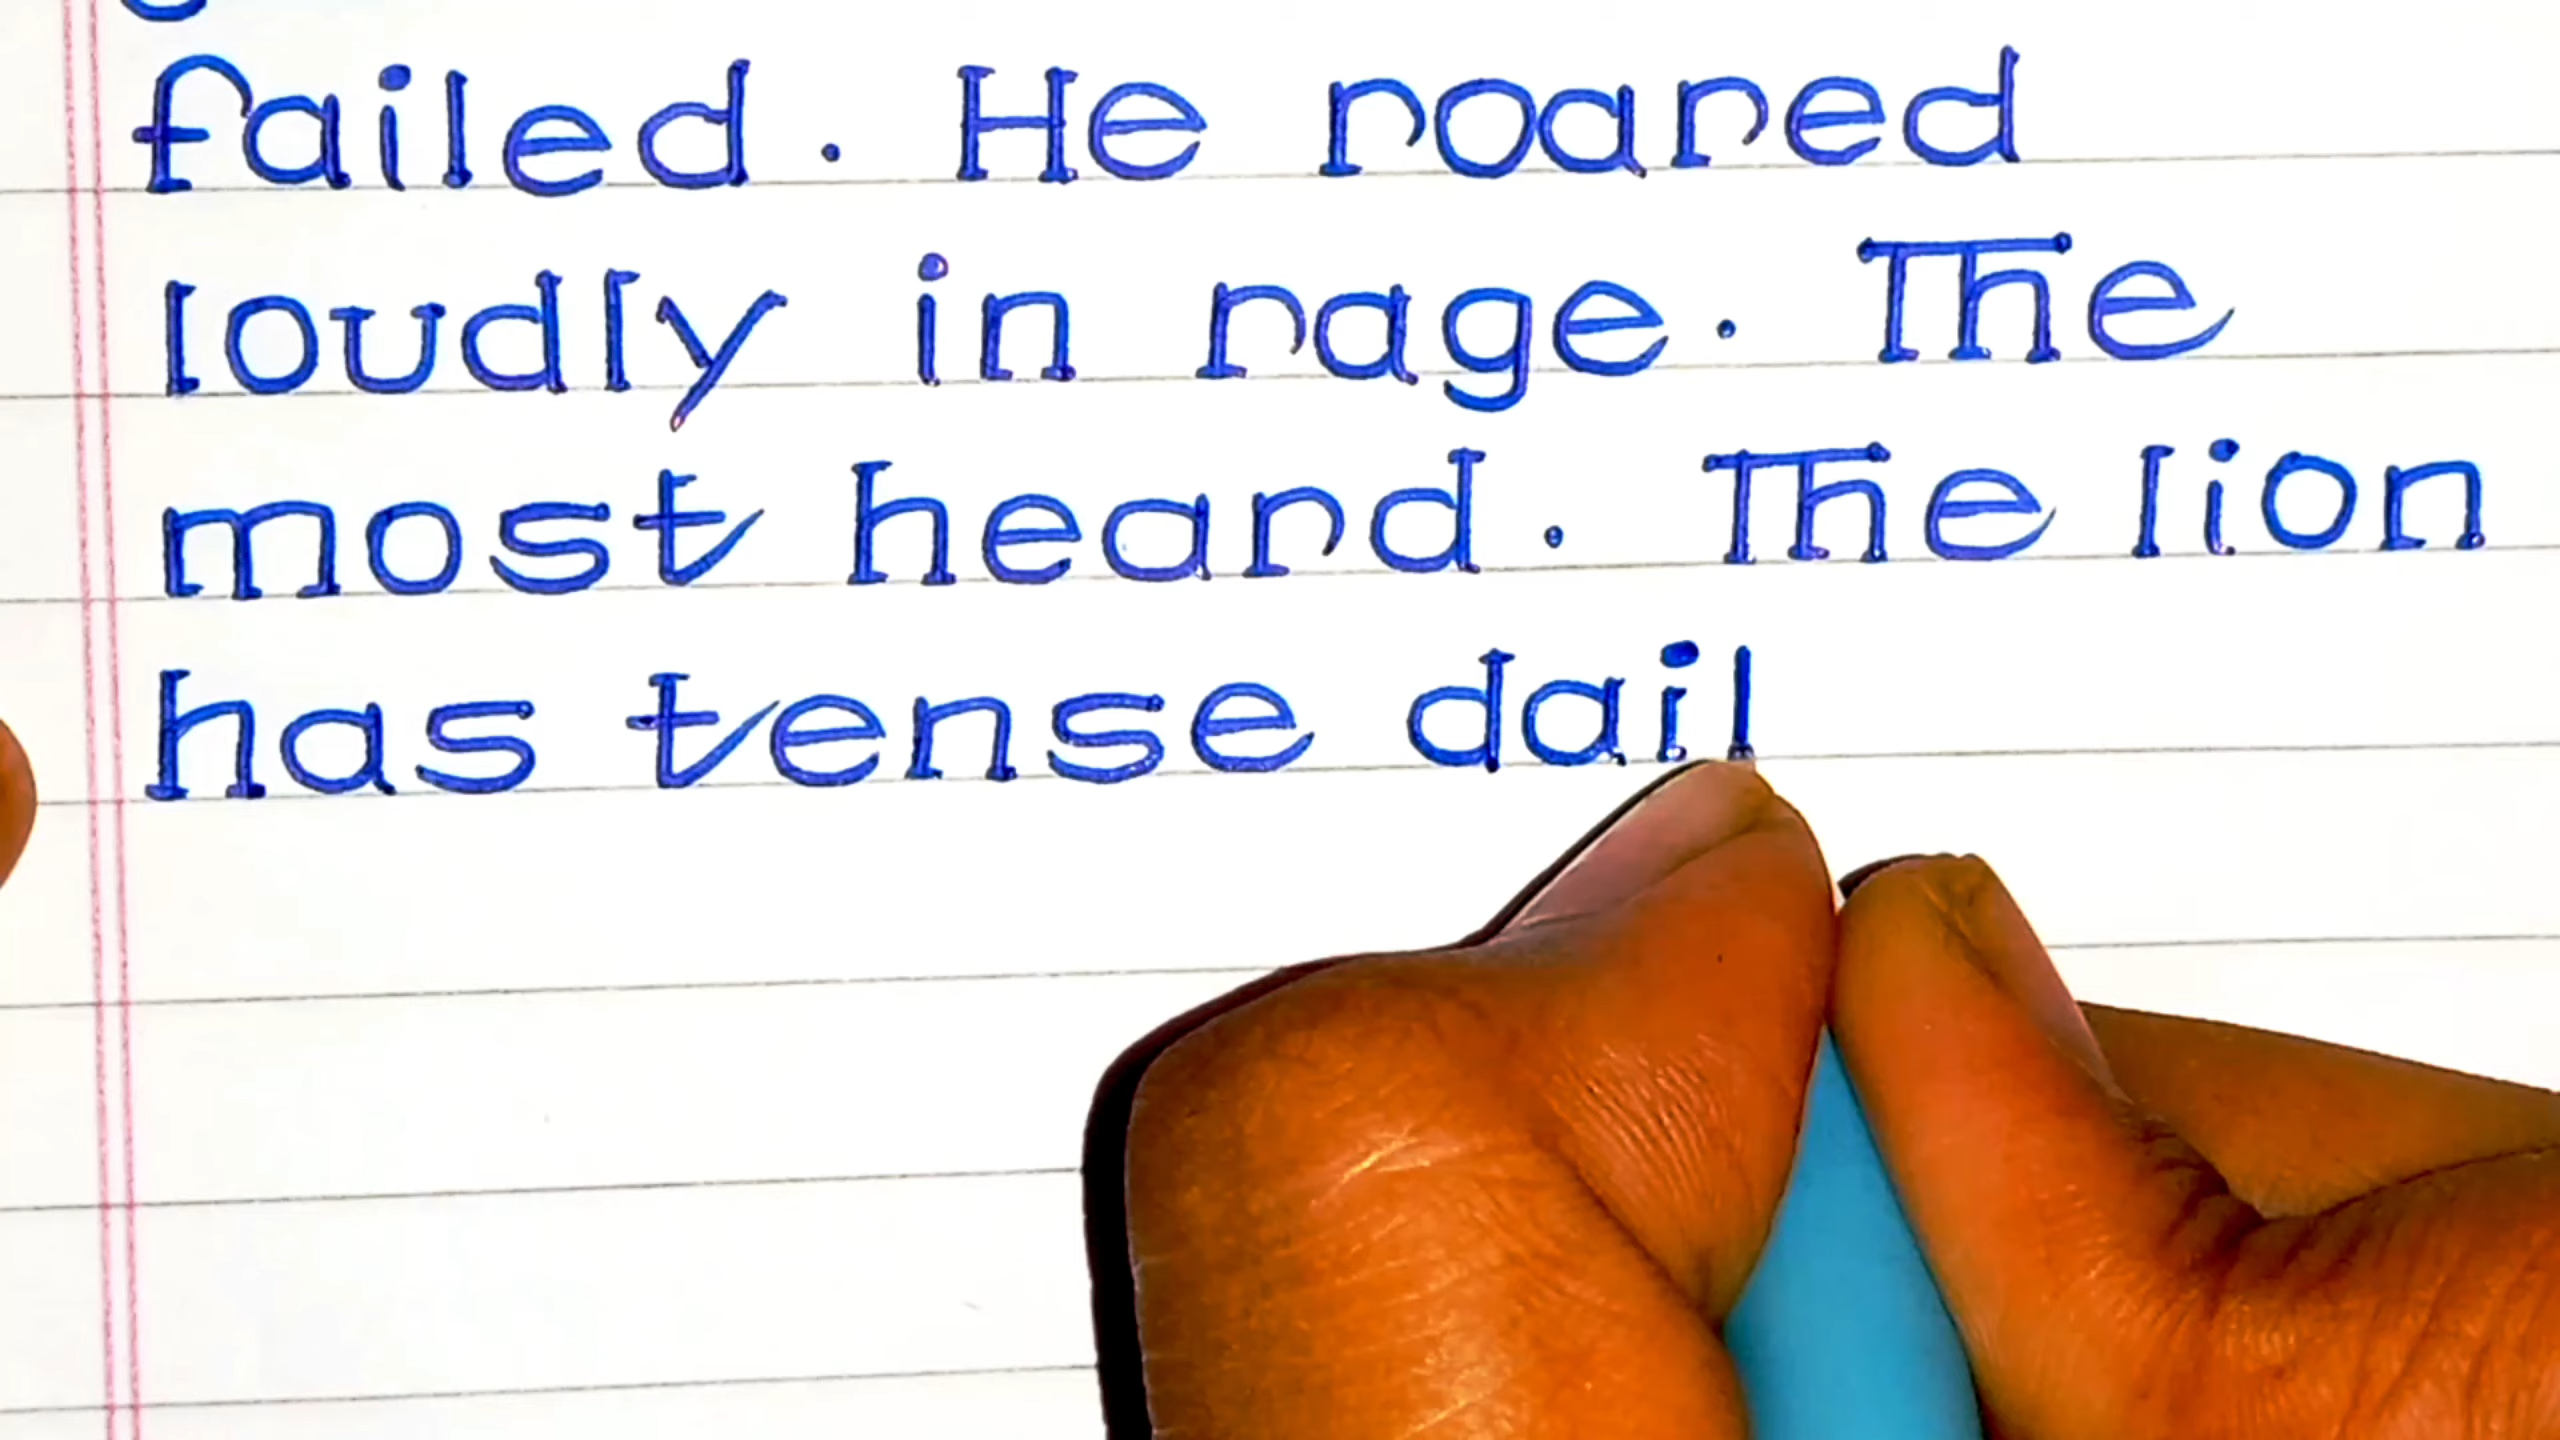 failed. He roared
loudly in rage. The
most heard. The lion
has tense dail